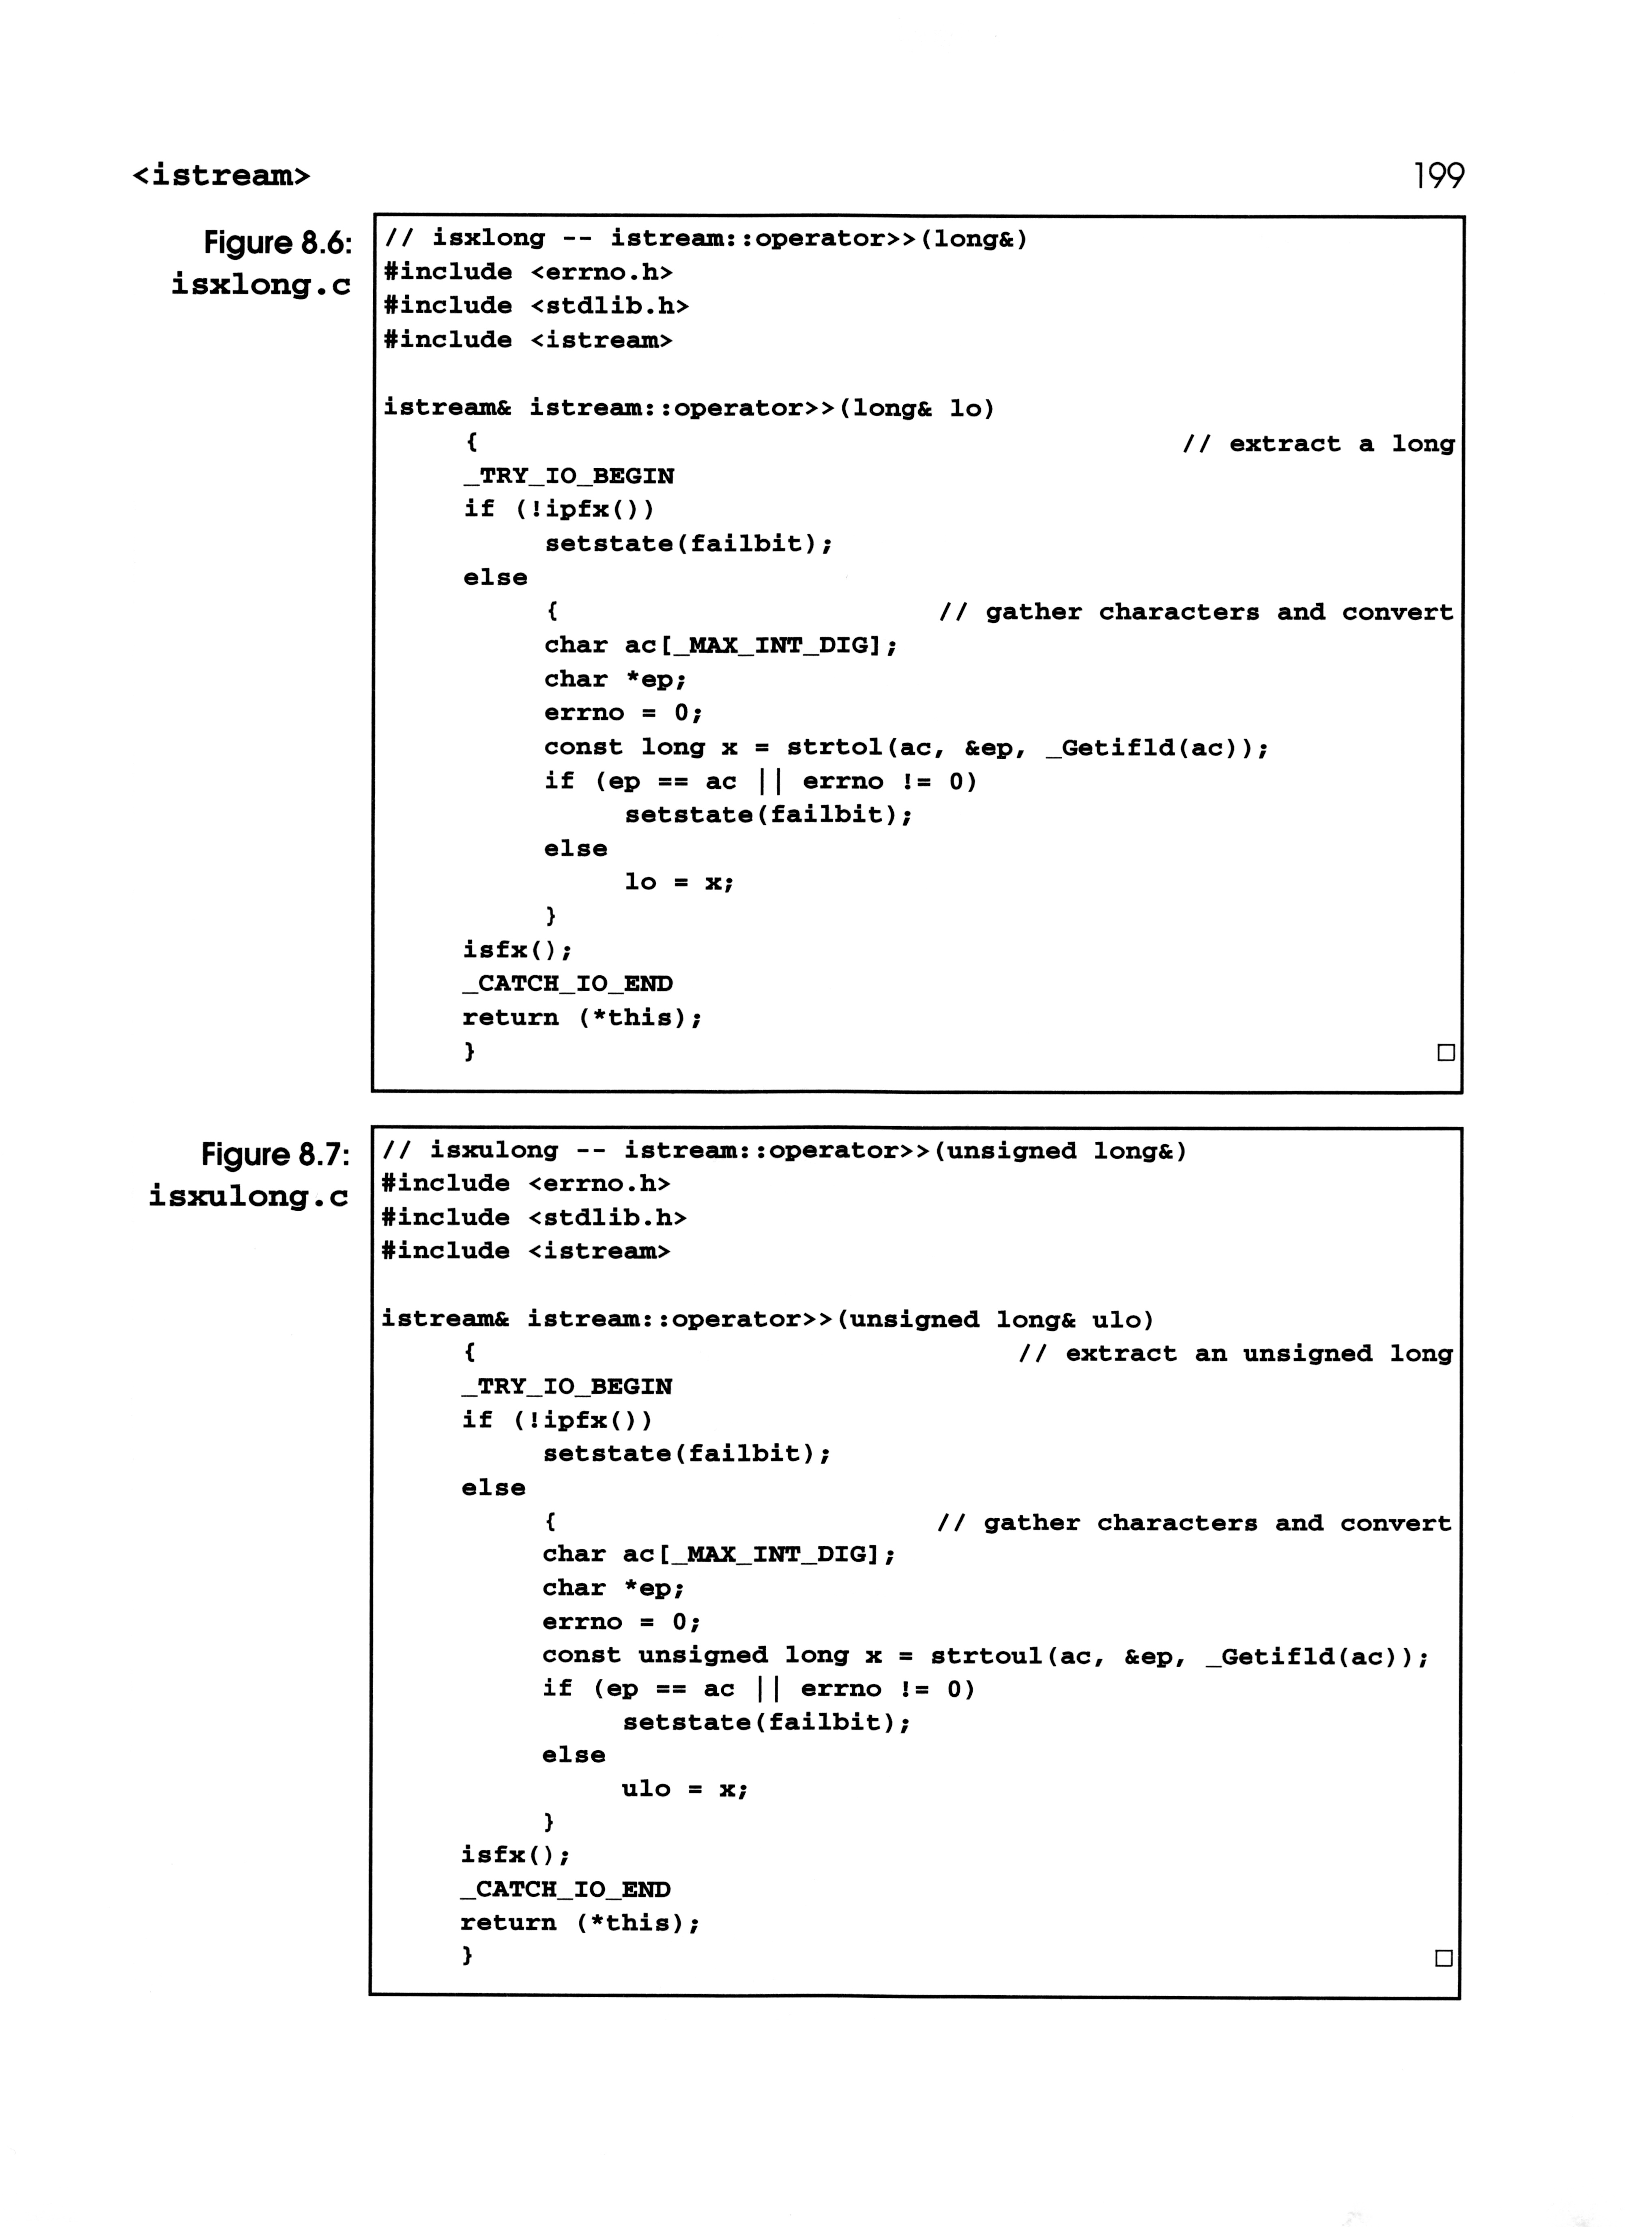 <istream>
199
Figure 8.6:
isxlong.c
// isxlong -- istream::operator>>(long&)
#include <errno.h>
#include <stdlib.h>
#include <istream>
istream& istream::operator>>(long& lo)
{ // extract a long
_TRY_IO_BEGIN
if (!ipfx())
setstate(failbit);
else
{ // gather characters and convert
char ac[_MAX_INT_DIG];
char *ep;
errno = 0;
const long x = strtol(ac, &ep, _Getifld(ac));
if (ep == ac || errno != 0)
setstate(failbit);
else
lo = x;
}
isfx();
_CATCH_IO_END
return (*this);
}
Figure 8.7:
isxulong.c
// isxulong -- istream::operator>>(unsigned long&)
#include <errno.h>
#include <stdlib.h>
#include <istream>
istream& istream::operator>>(unsigned long& ulo)
{ // extract an unsigned long
_TRY_IO_BEGIN
if (!ipfx())
setstate(failbit);
else
{ // gather characters and convert
char ac[_MAX_INT_DIG];
char *ep;
errno = 0;
const unsigned long x = strtoul(ac, &ep, _Getifld(ac));
if (ep == ac || errno != 0)
setstate(failbit);
else
ulo = x;
}
isfx();
_CATCH_IO_END
return (*this);
}